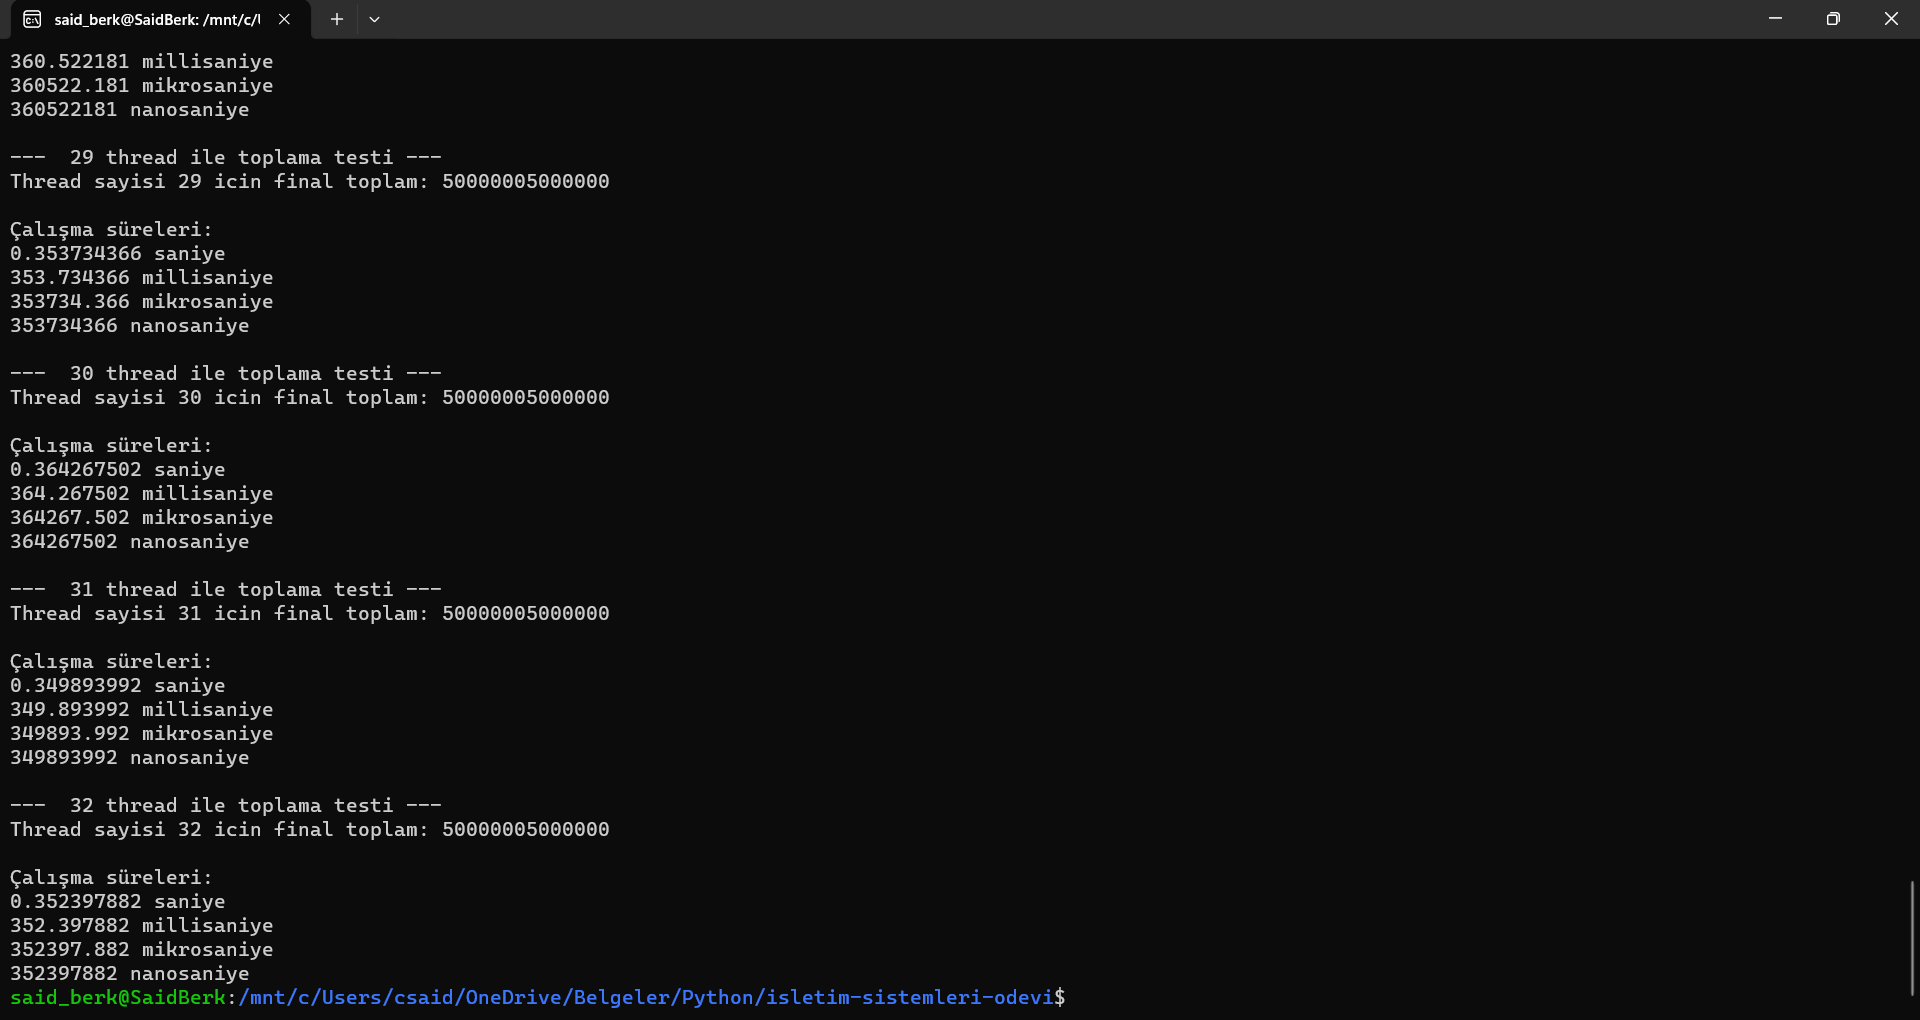 said_berk@SaidBerk: /mnt/c/
360.522181 millisaniye
360522.181 mikrosaniye
360522181 nanosaniye
---  29 thread ile toplama testi ---
Thread sayisi 29 icin final toplam: 50000005000000
Çalışma süreleri:
0.353734366 saniye
353.734366 millisaniye
353734.366 mikrosaniye
353734366 nanosaniye
---  30 thread ile toplama testi ---
Thread sayisi 30 icin final toplam: 50000005000000
Çalışma süreleri:
0.364267502 saniye
364.267502 millisaniye
364267.502 mikrosaniye
364267502 nanosaniye
---  31 thread ile toplama testi ---
Thread sayisi 31 icin final toplam: 50000005000000
Çalışma süreleri:
0.349893992 saniye
349.893992 millisaniye
349893.992 mikrosaniye
349893992 nanosaniye
---  32 thread ile toplama testi ---
Thread sayisi 32 icin final toplam: 50000005000000
Çalışma süreleri:
0.352397882 saniye
352.397882 millisaniye
352397.882 mikrosaniye
352397882 nanosaniye
said_berk@SaidBerk:/mnt/c/Users/csaid/OneDrive/Belgeler/Python/isletim-sistemleri-odevi$